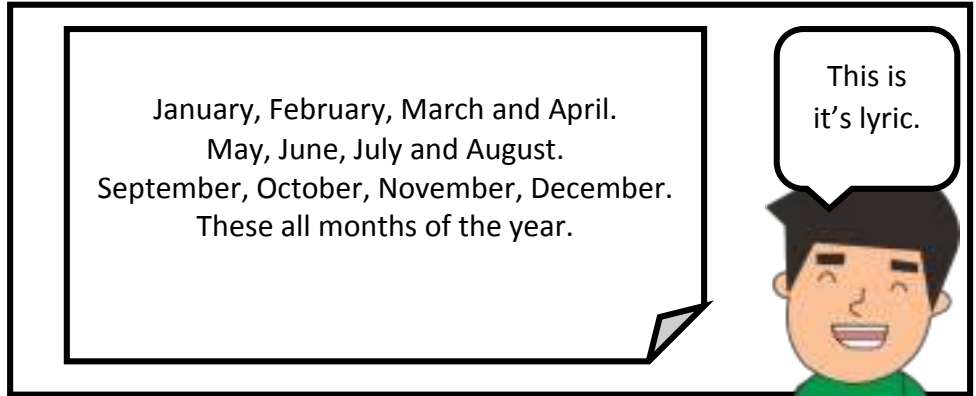 January, February, March and April.
May, June, July and August.
September, October, November, December.
These all months of the year.
This is
it’s lyric.